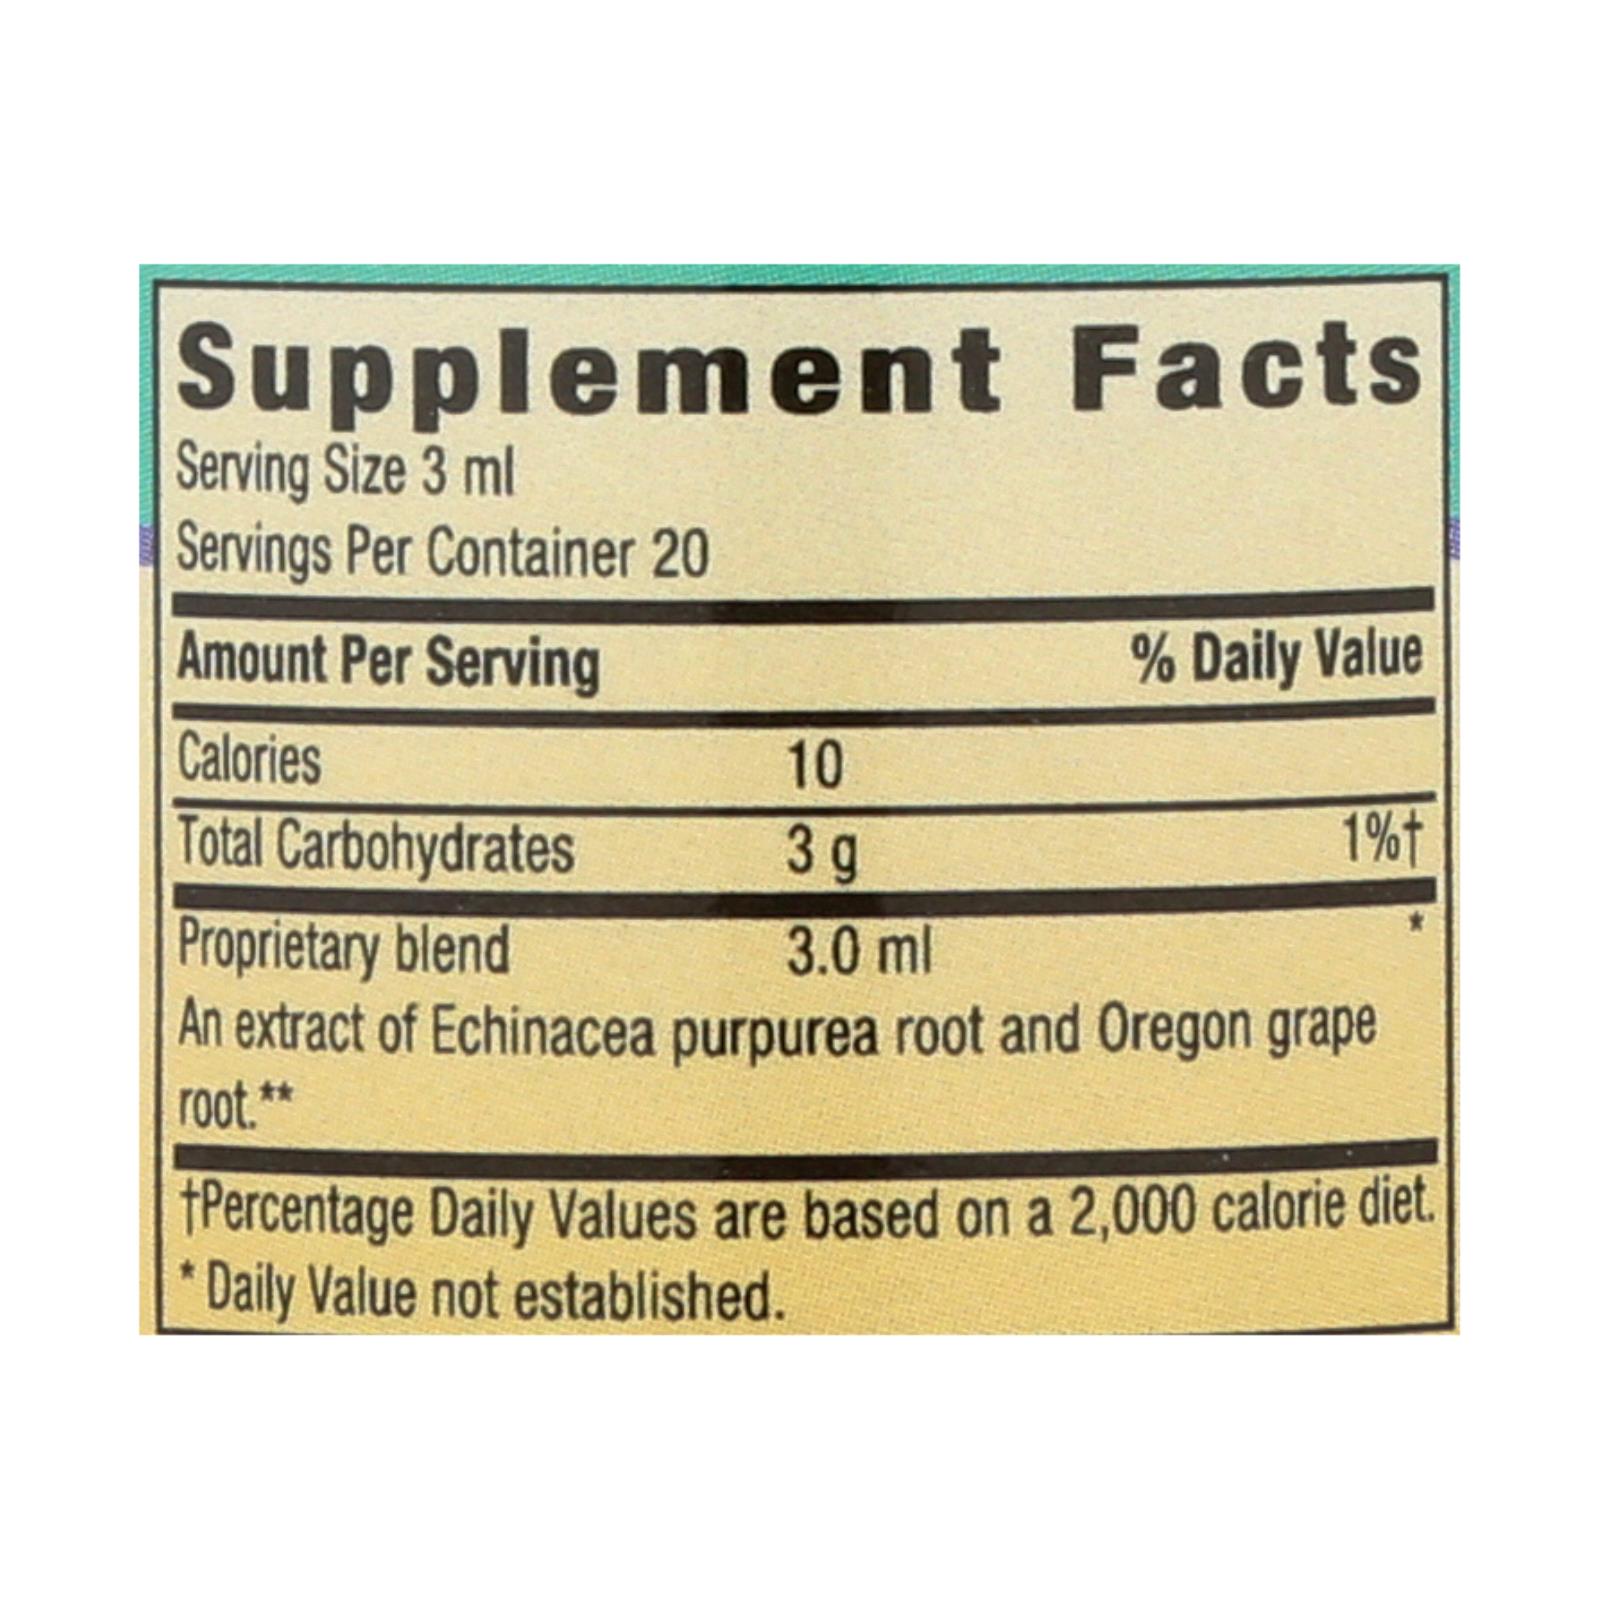 Supplement Facts
Serving Size 3 ml
Servings Per Container 20
Amount Per Serving % Daily Value
Calories 10
Total Carbohydrates 3 g 1%†
Proprietary blend 3.0 ml *
An extract of Echinacea purpurea root and Oregon grape
root.**
†Percentage Daily Values are based on a 2,000 calorie diet.
* Daily Value not established.